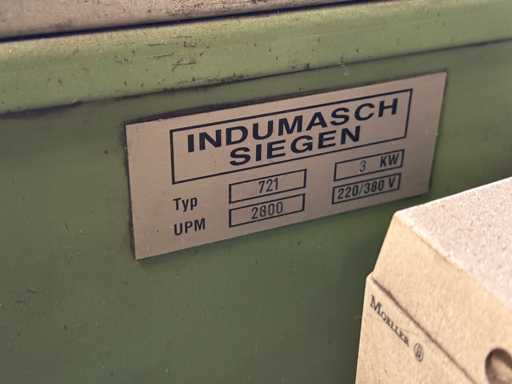 INDUMASCH
SIEGEN
Typ 721 3 KW
UPM 2800 220/380 V
MOELLER ®